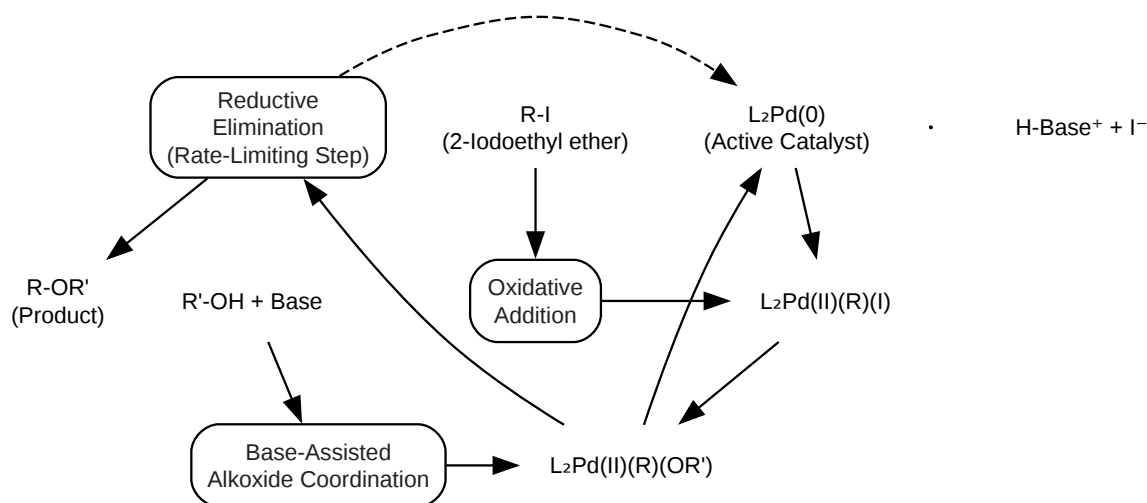 Reductive
Elimination
(Rate-Limiting Step)
R-I
(2-Iodoethyl ether)
L₂Pd(0)
(Active Catalyst)
·
H-Base⁺ + I⁻
R-OR'
(Product)
R'-OH + Base
Oxidative
Addition
L₂Pd(II)(R)(I)
Base-Assisted
Alkoxide Coordination
L₂Pd(II)(R)(OR')